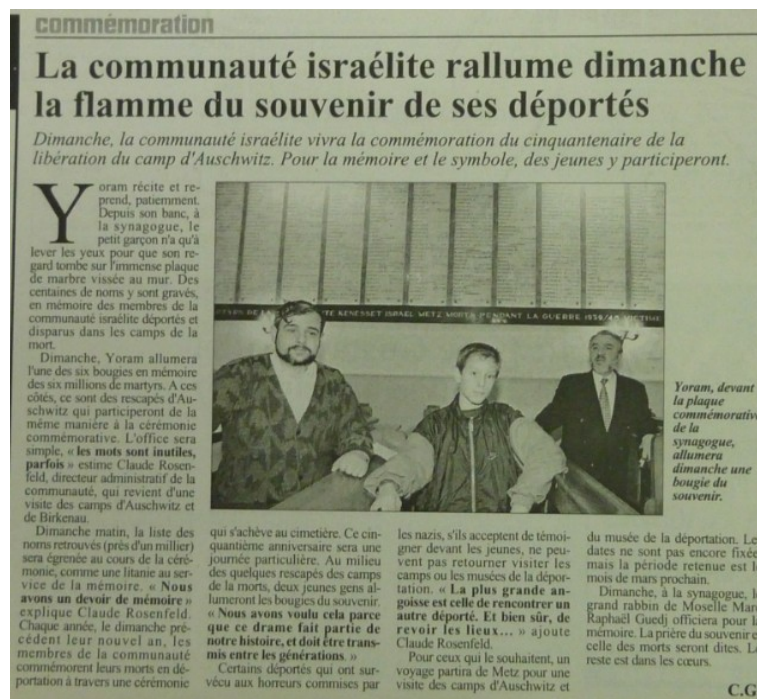 commémoration
La communauté israélite rallume dimanche
la flamme du souvenir de ses déportés
Dimanche, la communauté israélite vivra la commémoration du cinquantenaire de la
libération du camp d'Auschwitz. Pour la mémoire et le symbole, des jeunes y participeront.
Yoram récite et re-
prend, patiemment.
Depuis son banc, à
la synagogue, le
petit garçon n'a qu'à
lever les yeux pour que son re-
gard tombe sur l'immense plaque
de marbre vissée au mur. Des
centaines de noms y sont gravés,
en mémoire des membres de la
communauté israélite déportés et
disparus dans les camps de la
mort.
Dimanche, Yoram allumera
l'une des six bougies en mémoire
des six millions de martyrs. A ces
côtés, ce sont des rescapés d'Au-
schwitz qui participeront de la
même manière à la cérémonie
commémorative. L'office sera
simple, « les mots sont inutiles,
parfois » estime Claude Rosen-
feld, directeur administratif de la
communauté, qui revient d'une
visite des camps d'Auschwitz et
de Birkenau.
Dimanche matin, la liste des
noms retrouvés (près d'un millier)
sera égrenée au cours de la céré-
monie, comme une litanie au ser-
vice de la mémoire. « Nous
avons un devoir de mémoire »
explique Claude Rosenfeld.
Chaque année, le dimanche pré-
cédent leur nouvel an, les
membres de la communauté
commémorent leurs morts en dé-
portation à travers une cérémonie
KENESSET ISRAEL METZ MORTS PENDANT LA GUERRE 1939/45 VICTIME
Yoram, devant
la plaque
commémorative
de la
synagogue,
allumera
dimanche une
bougie du
souvenir.
qui s'achève au cimetière. Ce cin-
quantième anniversaire sera une
journée particulière. Au milieu
des quelques rescapés des camps
de la morts, deux jeunes gens al-
lumeront les bougies du souvenir.
« Nous avons voulu cela parce
que ce drame fait partie de
notre histoire, et doit être trans-
mis entre les générations. »
Certains déportés qui ont sur-
vécu aux horreurs commises par
les nazis, s'ils acceptent de témoi-
gner devant les jeunes, ne peu-
vent pas retourner visiter les
camps ou les musées de la dépor-
tation. « La plus grande an-
goisse est celle de rencontrer un
autre déporté. Et bien sûr, de
revoir les lieux... » ajoute
Claude Rosenfeld.
Pour ceux qui le souhaitent, un
voyage partira de Metz pour une
visite des camps d'Auschwitz et
du musée de la déportation. Le
dates ne sont pas encore fixée
mais la période retenue est le
mois de mars prochain.
Dimanche, à la synagogue, le
grand rabbin de Moselle Marc
Raphaël Guedj officiera pour la
mémoire. La prière du souvenir e
celle des morts seront dites. Le
reste est dans les cœurs.
C.G